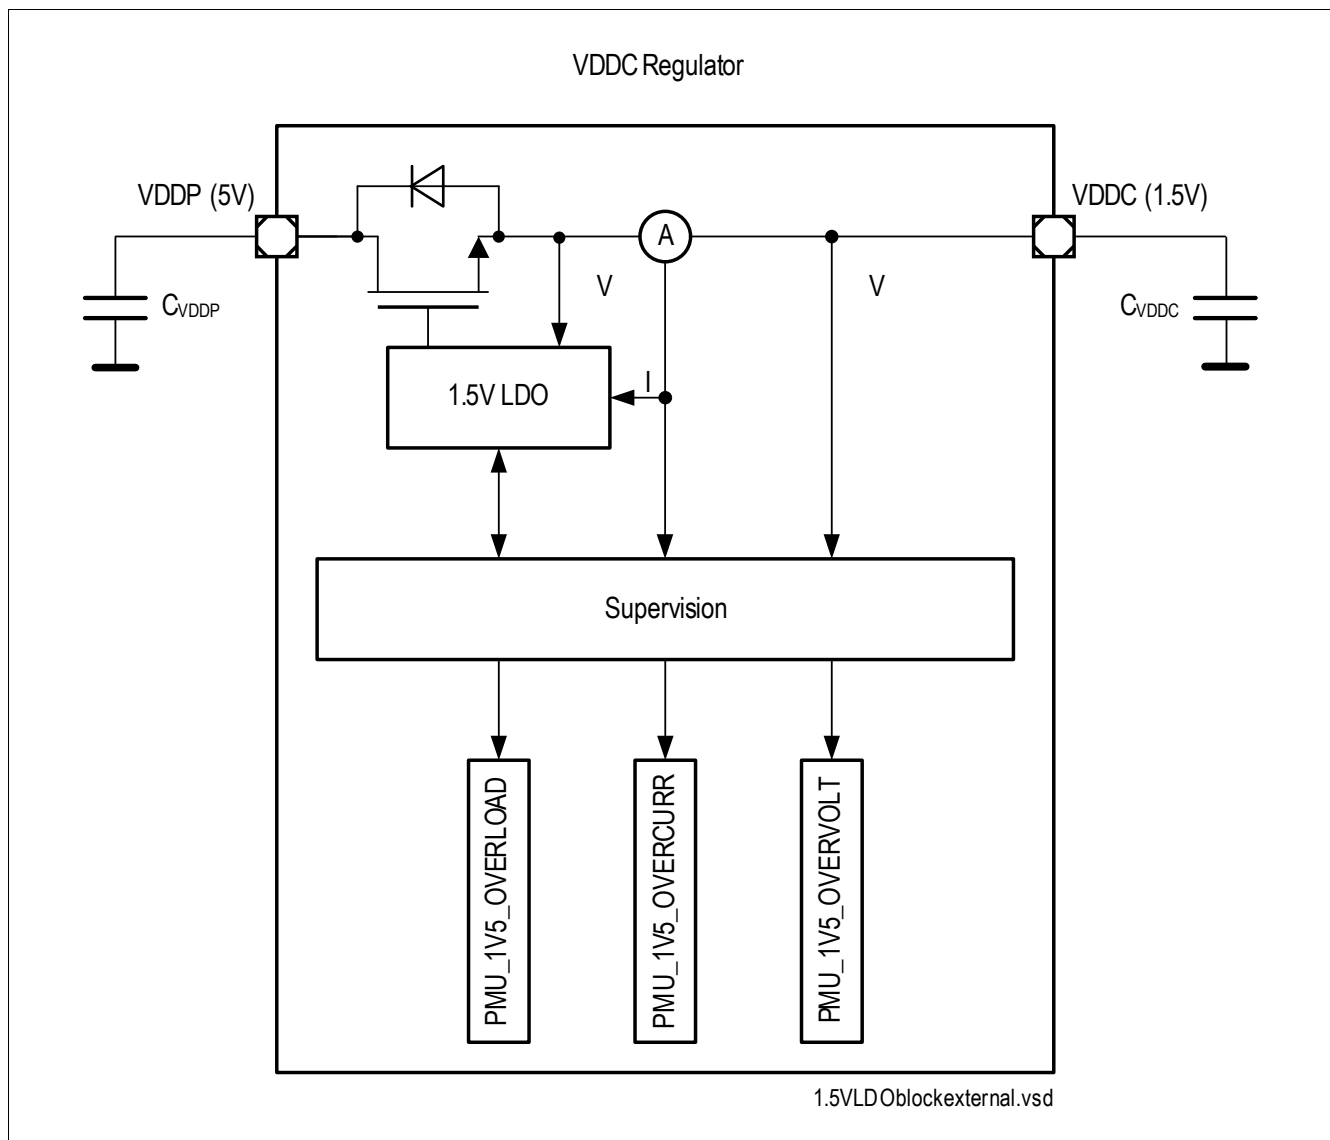 VDDC Regulator
VDDP (5V)
VDDC (1.5V)
A
V
V
CVDDP
CVDDC
I
1.5V LDO
Supervision
PMU_1V5_OVERLOAD
PMU_1V5_OVERCURR
PMU_1V5_OVERVOLT
1.5VLDOblockexternal.vsd